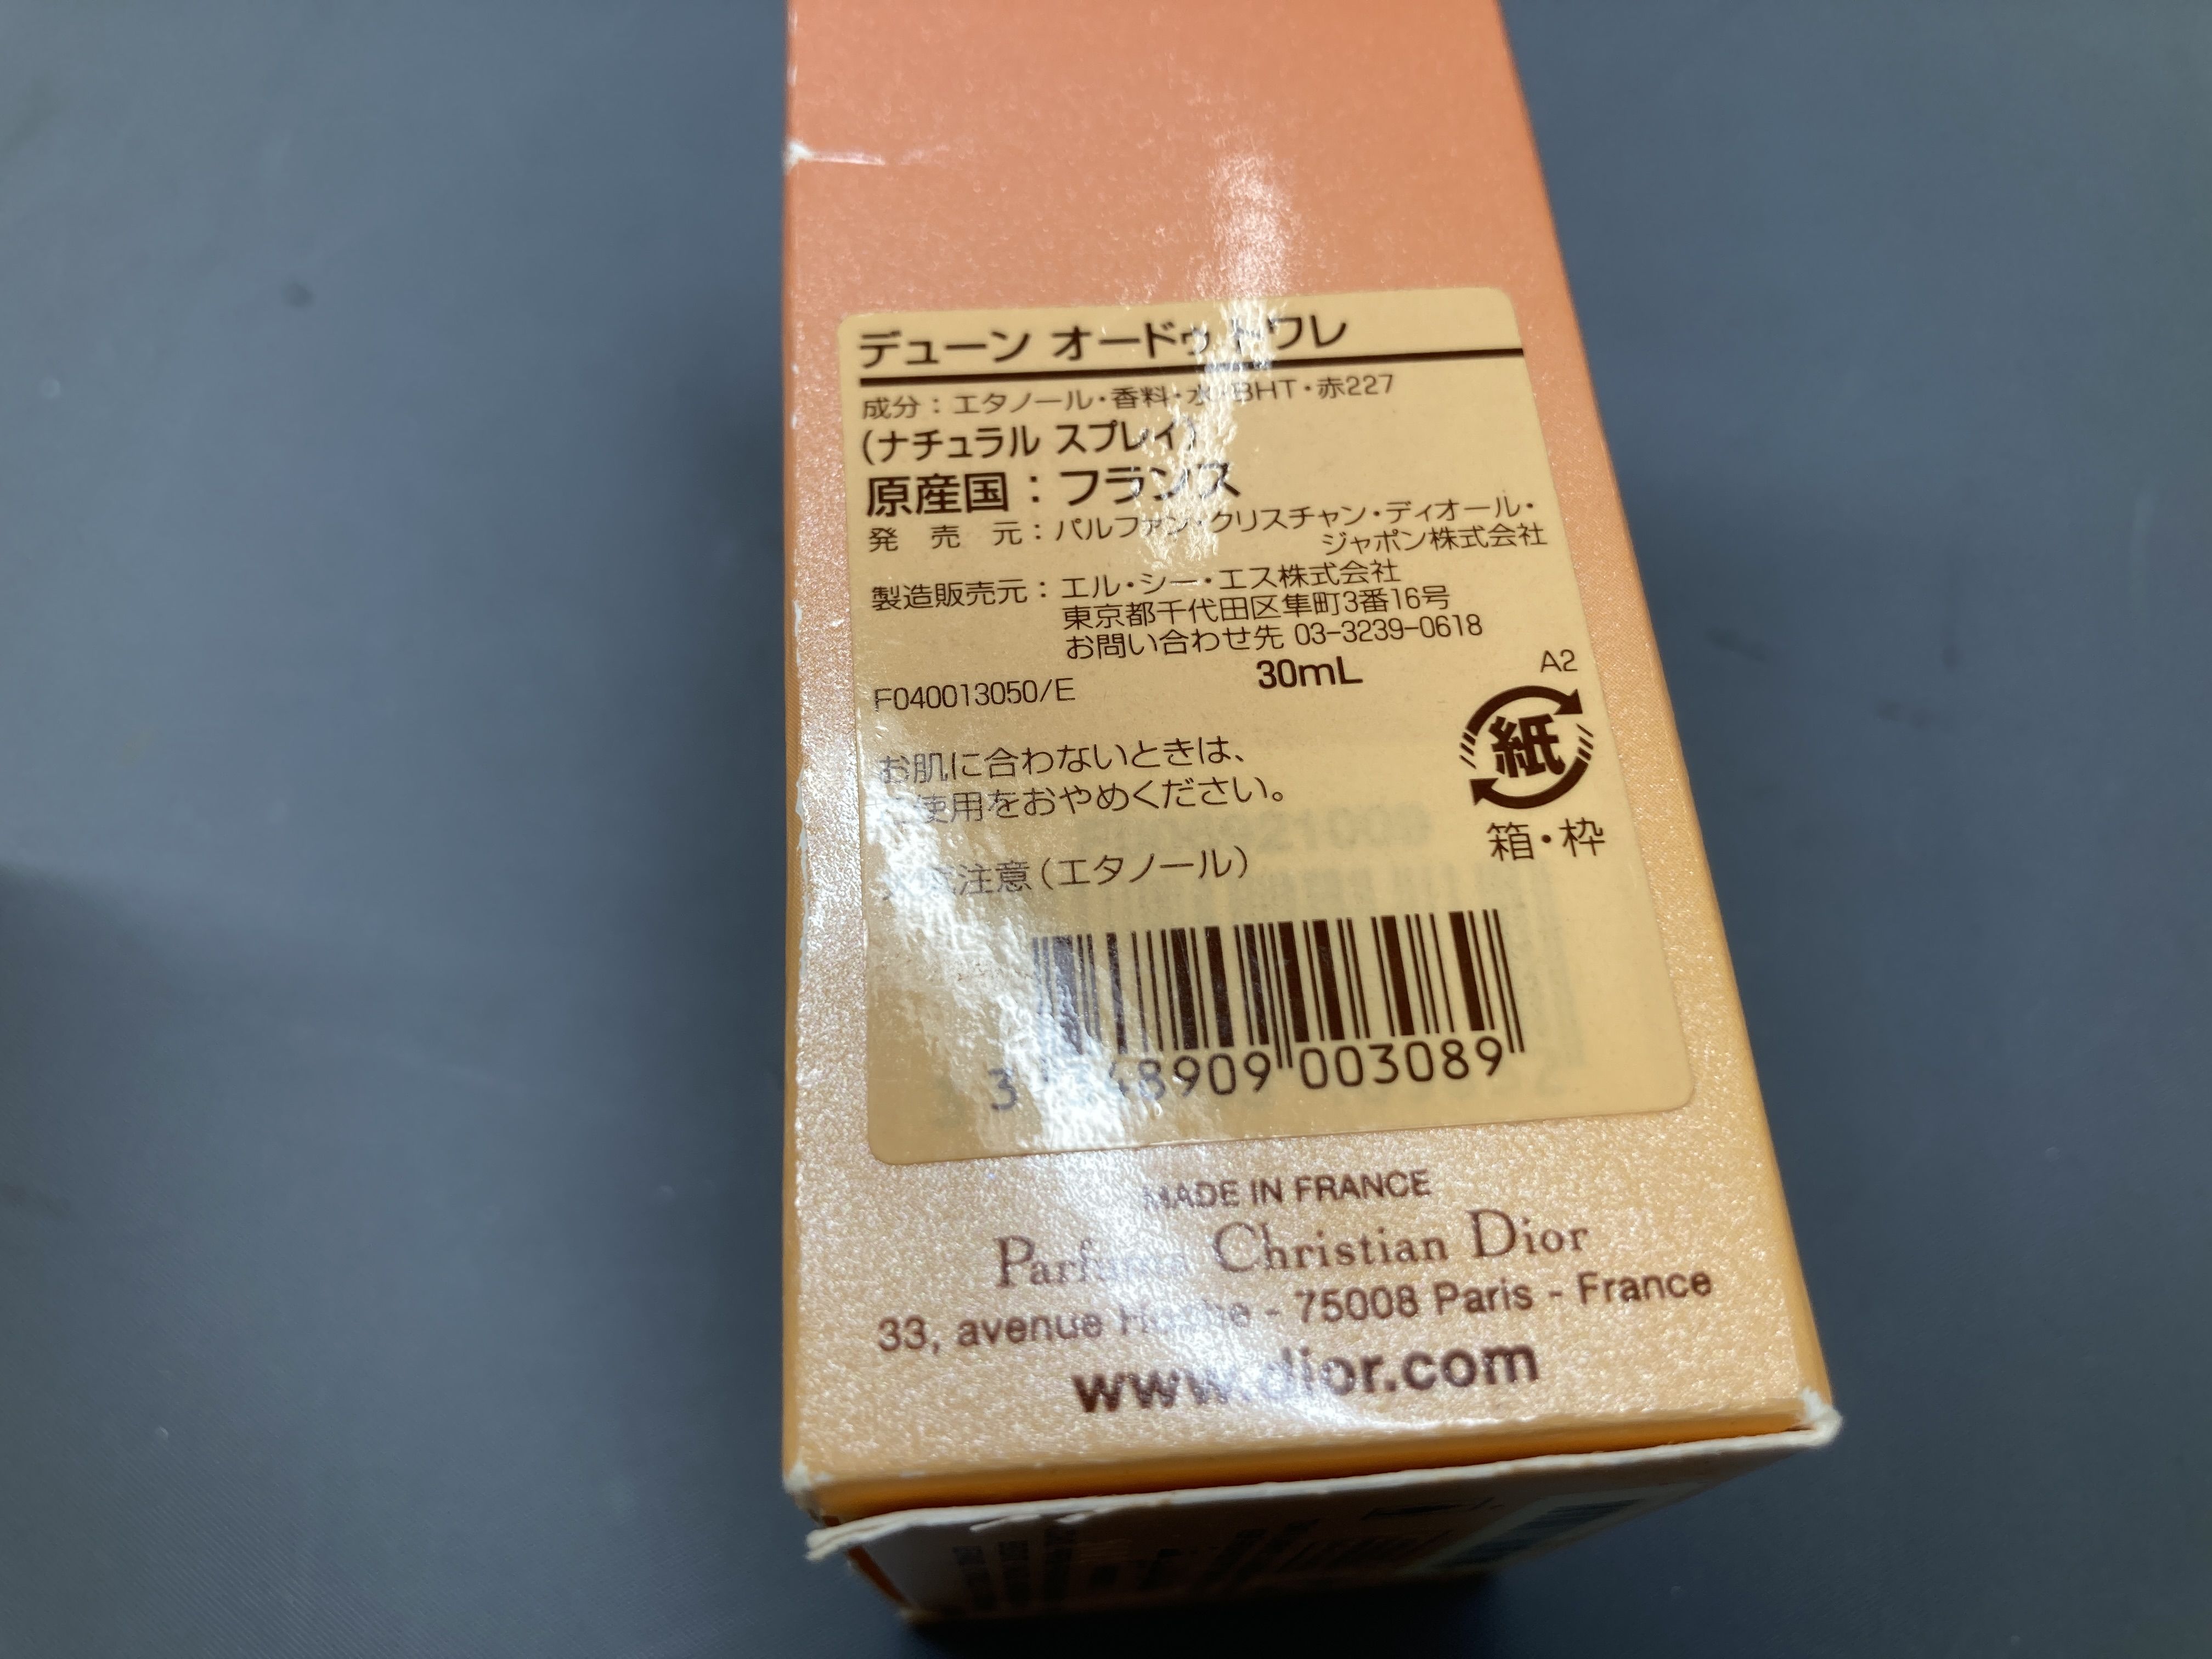 デューン オードゥ トワレ
成分：エタノール・香料・水・BHT・赤227
(ナチュラル スプレイ)
原産国：フランス
発 売 元：パルファン・クリスチャン・ディオール・
ジャポン株式会社
製造販売元：エル・シー・エス株式会社
東京都千代田区隼町3番16号
お問い合わせ先 03-3239-0618
30mL
A2
F040013050/E
紙
箱・枠
お肌に合わないときは、
使用をおやめください。
注意(エタノール)
3 48909 003089
MADE IN FRANCE
Parfums Christian Dior
33, avenue Hoche - 75008 Paris - France
www.dior.com